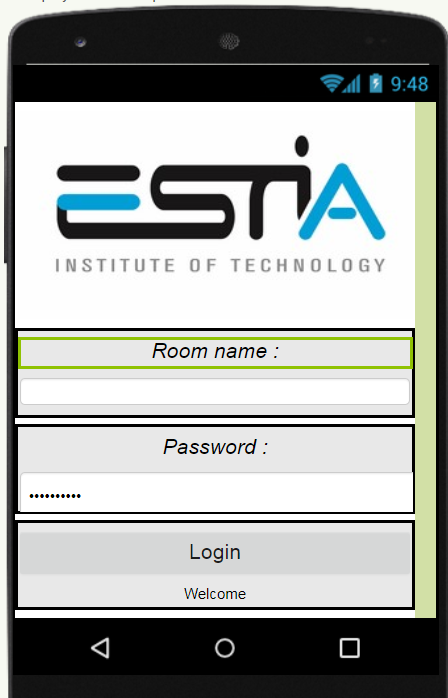 9:48
ESTIA
INSTITUTE OF TECHNOLOGY
Room name :
Password :
••••••••••
Login
Welcome